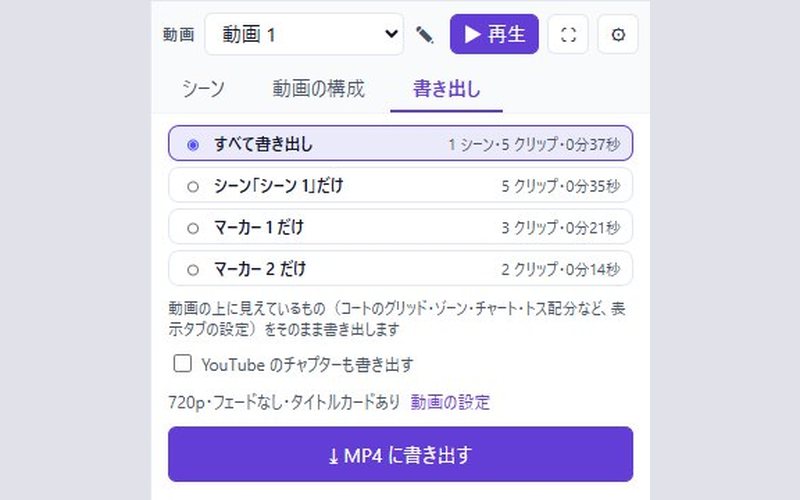 動画 動画 1 再生
シーン 動画の構成 書き出し
すべて書き出し 1 シーン・5 クリップ・0分37秒
シーン「シーン 1」だけ 5 クリップ・0分35秒
マーカー 1 だけ 3 クリップ・0分21秒
マーカー 2 だけ 2 クリップ・0分14秒
動画の上に見えているもの（コートのグリッド・ゾーン・チャート・トス配分など、表
示タブの設定）をそのまま書き出します
YouTube のチャプターも書き出す
720p・フェードなし・タイトルカードあり 動画の設定
⤓ MP4 に書き出す